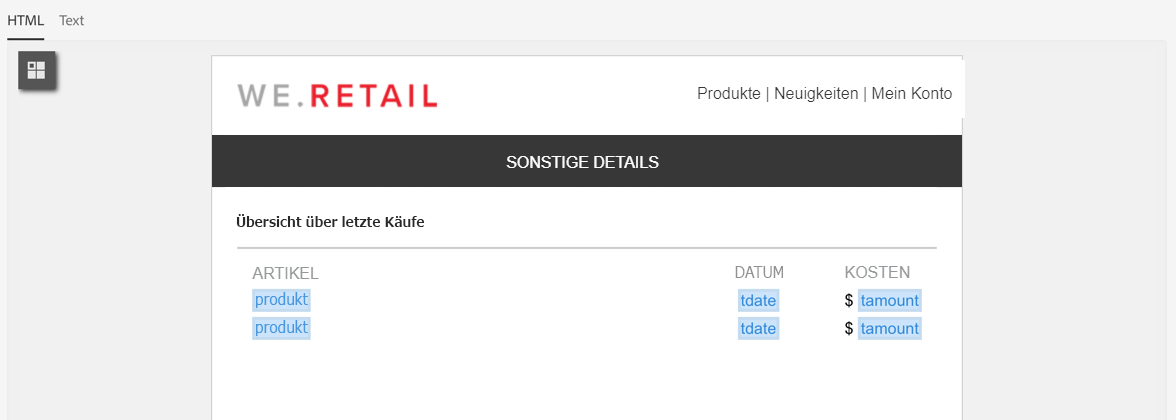 HTML Text
WE.RETAIL
Produkte | Neuigkeiten | Mein Konto
SONSTIGE DETAILS
Übersicht über letzte Käufe
ARTIKEL DATUM KOSTEN
produkt tdate $ tamount
produkt tdate $ tamount